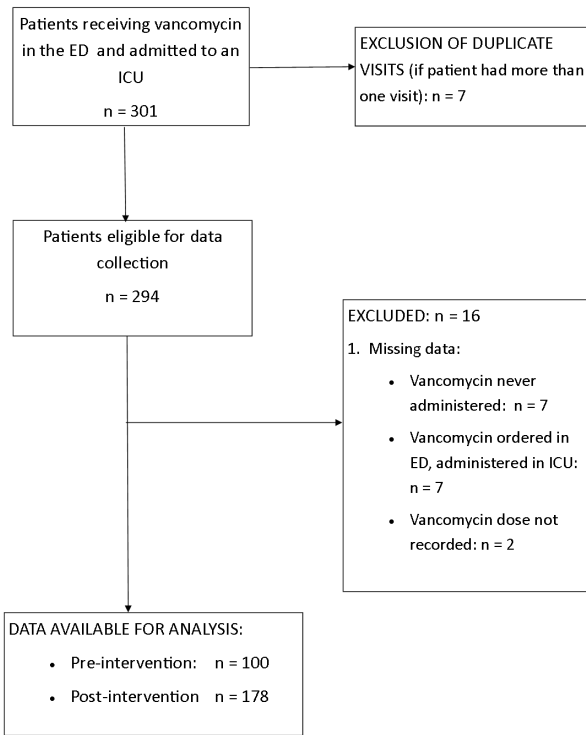 Patients receiving vancomycin
in the ED and admitted to an
ICU
n = 301
EXCLUSION OF DUPLICATE
VISITS (if patient had more than
one visit): n = 7
Patients eligible for data
collection
n = 294
EXCLUDED: n = 16
1. Missing data:
• Vancomycin never
administered: n = 7
• Vancomycin ordered in
ED, administered in ICU:
n = 7
• Vancomycin dose not
recorded: n = 2
DATA AVAILABLE FOR ANALYSIS:
• Pre-intervention: n = 100
• Post-intervention n = 178